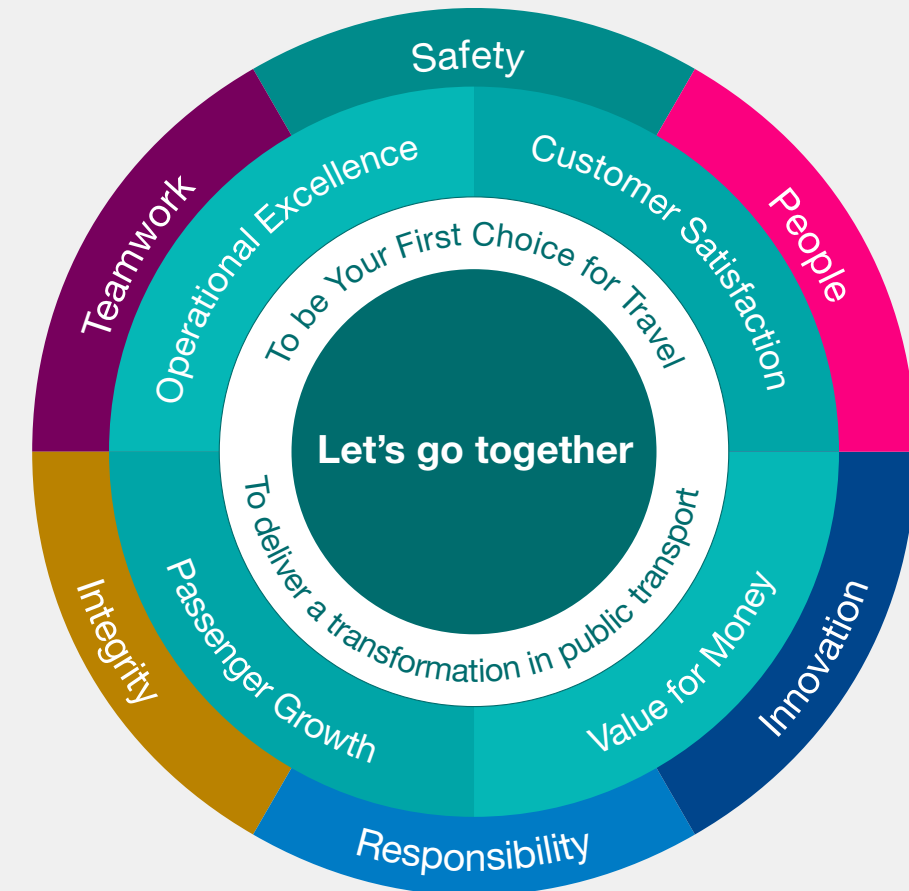 Safety
People
Innovation
Responsibility
Integrity
Teamwork
Operational Excellence
Customer Satisfaction
Value for Money
Passenger Growth
To be Your First Choice for Travel
To deliver a transformation in public transport
Let’s go together